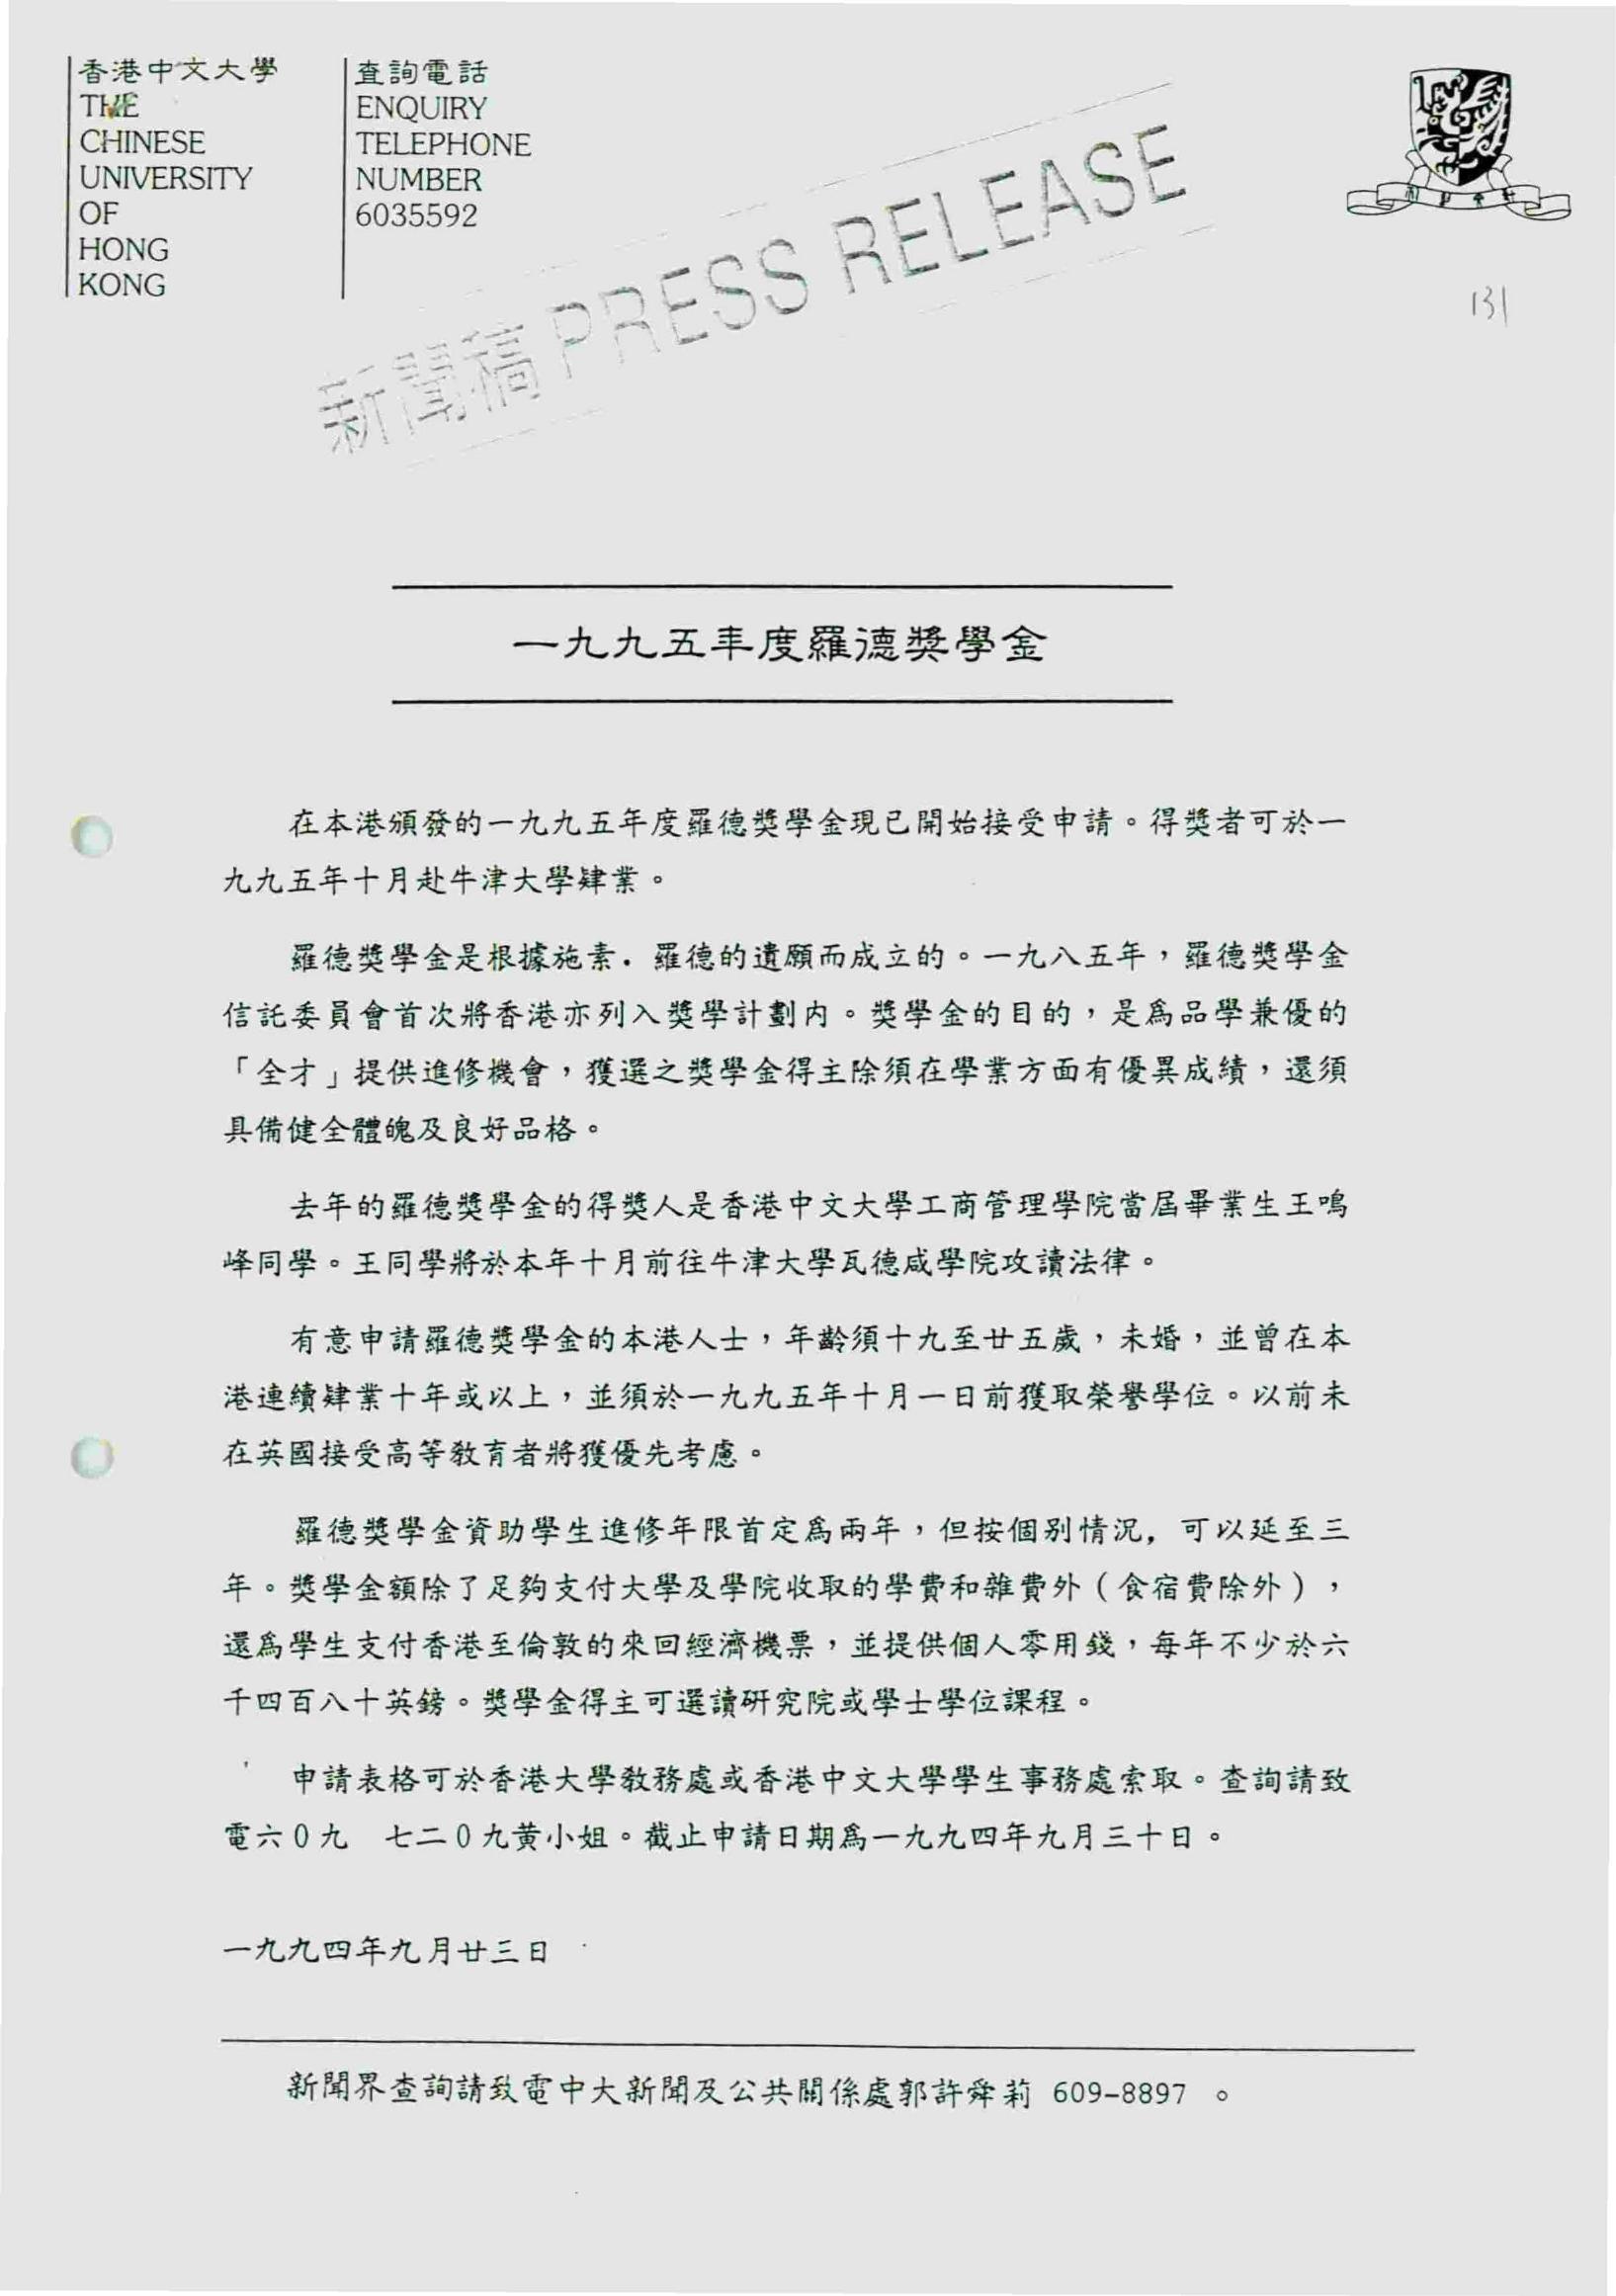 香港中文大學
THE
CHINESE
UNIVERSITY
OF
HONG
KONG
查詢電話
ENQUIRY
TELEPHONE
NUMBER
6035592
新聞稿 PRESS RELEASE
131
一九九五年度羅德獎學金
在本港頒發的一九九五年度羅德獎學金現已開始接受申請。得獎者可於一
九九五年十月赴牛津大學肄業。
羅德獎學金是根據施素．羅德的遺願而成立的。一九八五年，羅德獎學金
信託委員會首次將香港亦列入獎學計劃內。獎學金的目的，是為品學兼優的
「全才」提供進修機會，獲選之獎學金得主除須在學業方面有優異成績，還須
具備健全體魄及良好品格。
去年的羅德獎學金的得獎人是香港中文大學工商管理學院當屆畢業生王鳴
峰同學。王同學將於本年十月前往牛津大學瓦德咸學院攻讀法律。
有意申請羅德獎學金的本港人士，年齡須十九至廿五歲，未婚，並曾在本
港連續肄業十年或以上，並須於一九九五年十月一日前獲取榮譽學位。以前未
在英國接受高等教育者將獲優先考慮。
羅德獎學金資助學生進修年限首定為兩年，但按個別情況，可以延至三
年。獎學金額除了足夠支付大學及學院收取的學費和雜費外（食宿費除外），
還為學生支付香港至倫敦的來回經濟機票，並提供個人零用錢，每年不少於六
千四百八十英鎊。獎學金得主可選讀研究院或學士學位課程。
申請表格可於香港大學教務處或香港中文大學學生事務處索取。查詢請致
電六０九　七二０九黃小姐。截止申請日期為一九九四年九月三十日。
一九九四年九月廿三日
新聞界查詢請致電中大新聞及公共關係處郭許舜莉 609-8897 。